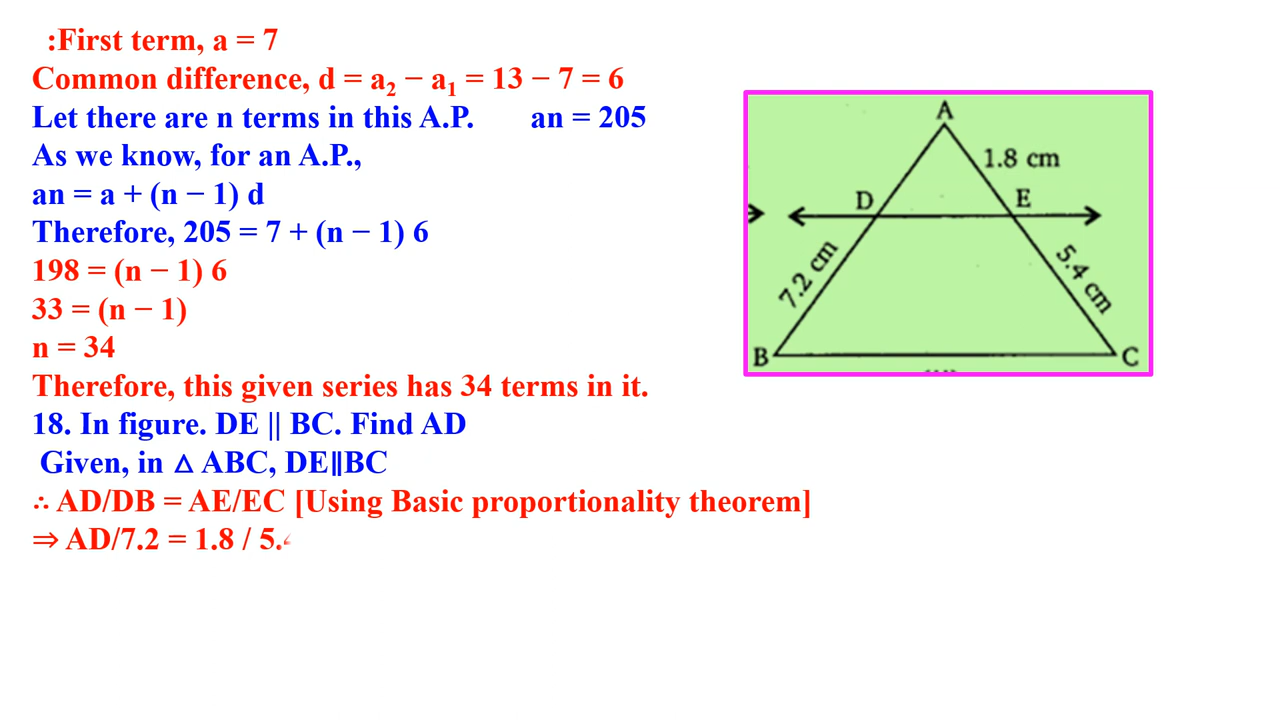 :First term, a = 7
Common difference, d = a₂ − a₁ = 13 − 7 = 6
Let there are n terms in this A.P. an = 205
As we know, for an A.P.,
an = a + (n − 1) d
Therefore, 205 = 7 + (n − 1) 6
198 = (n − 1) 6
33 = (n − 1)
n = 34
Therefore, this given series has 34 terms in it.
18. In figure. DE || BC. Find AD
Given, in △ ABC, DE∥BC
∴ AD/DB = AE/EC [Using Basic proportionality theorem]
⇒ AD/7.2 = 1.8 / 5.
A
1.8 cm
D
E
7.2 cm
5.4 cm
B
C